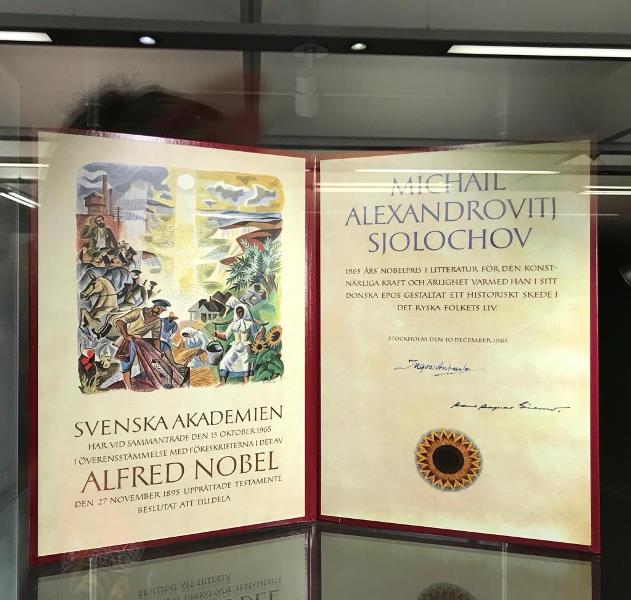 SVENSKA AKADEMIEN
HAR VID SAMMANTRÄDE DEN 15 OKTOBER 1965
I ÖVERENSSTÄMMELSE MED FÖRESKRIFTERNA I DET AV
ALFRED NOBEL
DEN 27 NOVEMBER 1895 UPPRÄTTADE TESTAMENTE
BESLUTAT ATT TILLDELA
MICHAIL
ALEXANDROVITJ
SJOLOCHOV
1965 ÅRS NOBELPRIS I LITTERATUR FÖR DEN KONST-
NÄRLIGA KRAFT OCH ÄRLIGHET VARMED HAN I SITT
DONSKA EPOS GESTALTAT ETT HISTORISKT SKEDE I
DET RYSKA FOLKETS LIV.
STOCKHOLM DEN 10 DECEMBER 1965